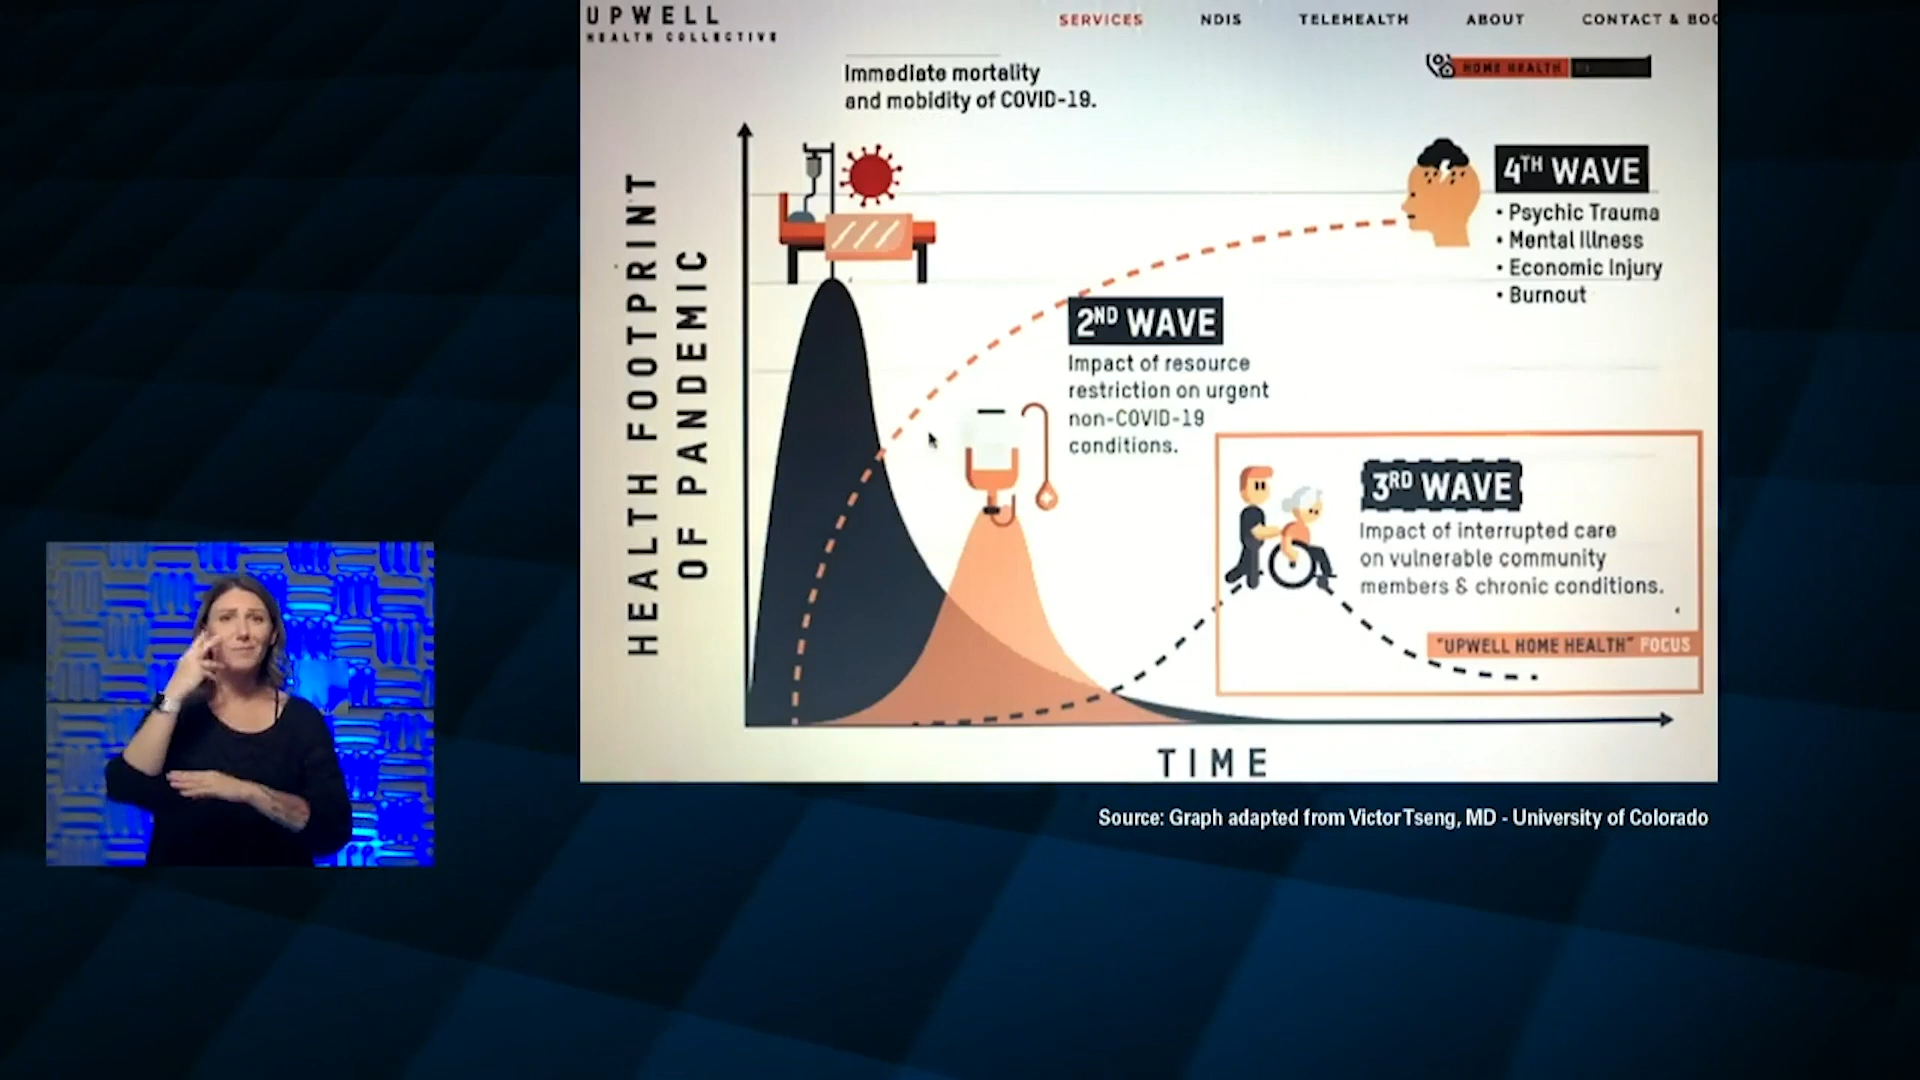 UPWELL
HEALTH COLLECTIVE
SERVICES NDIS TELEHEALTH ABOUT CONTACT & BOO
HOME HEALTH
Immediate mortality
and mobidity of COVID-19.
HEALTH FOOTPRINT
OF PANDEMIC
4TH WAVE
• Psychic Trauma
• Mental Illness
• Economic Injury
• Burnout
2ND WAVE
Impact of resource
restriction on urgent
non-COVID-19
conditions.
3RD WAVE
Impact of interrupted care
on vulnerable community
members & chronic conditions.
"UPWELL HOME HEALTH" FOCUS
TIME
Source: Graph adapted from Victor Tseng, MD - University of Colorado